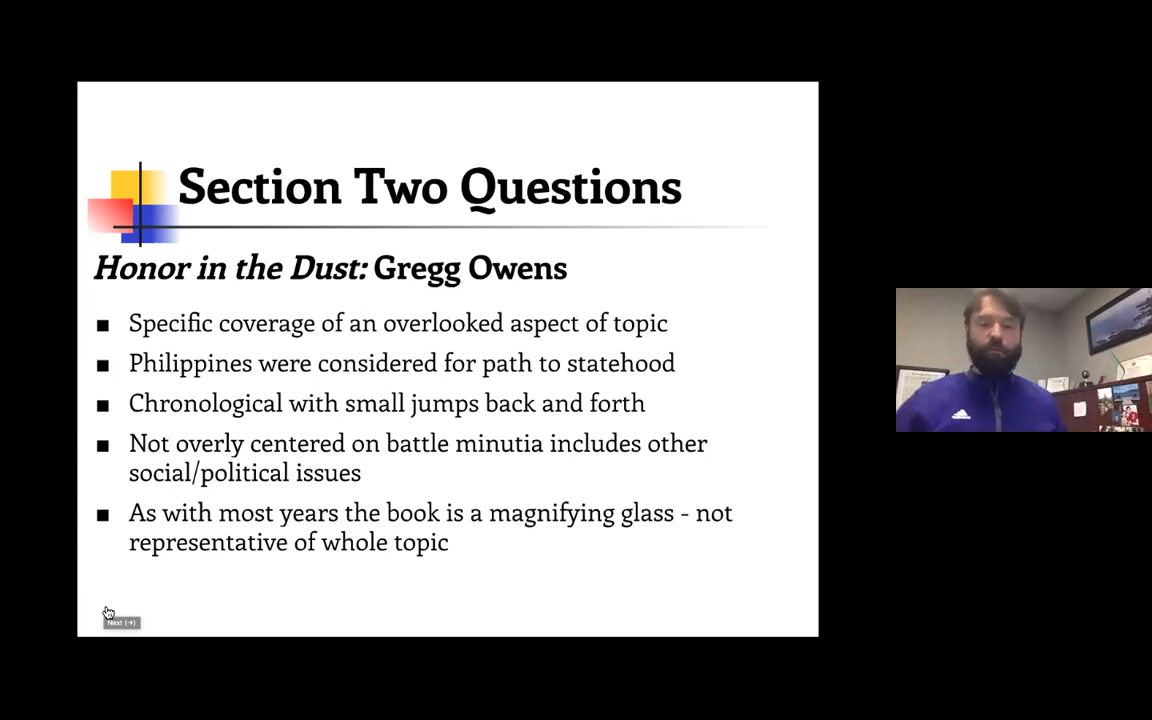 Section Two Questions
Honor in the Dust: Gregg Owens
■ Specific coverage of an overlooked aspect of topic
■ Philippines were considered for path to statehood
■ Chronological with small jumps back and forth
■ Not overly centered on battle minutia includes other
social/political issues
■ As with most years the book is a magnifying glass - not
representative of whole topic
Next (→)